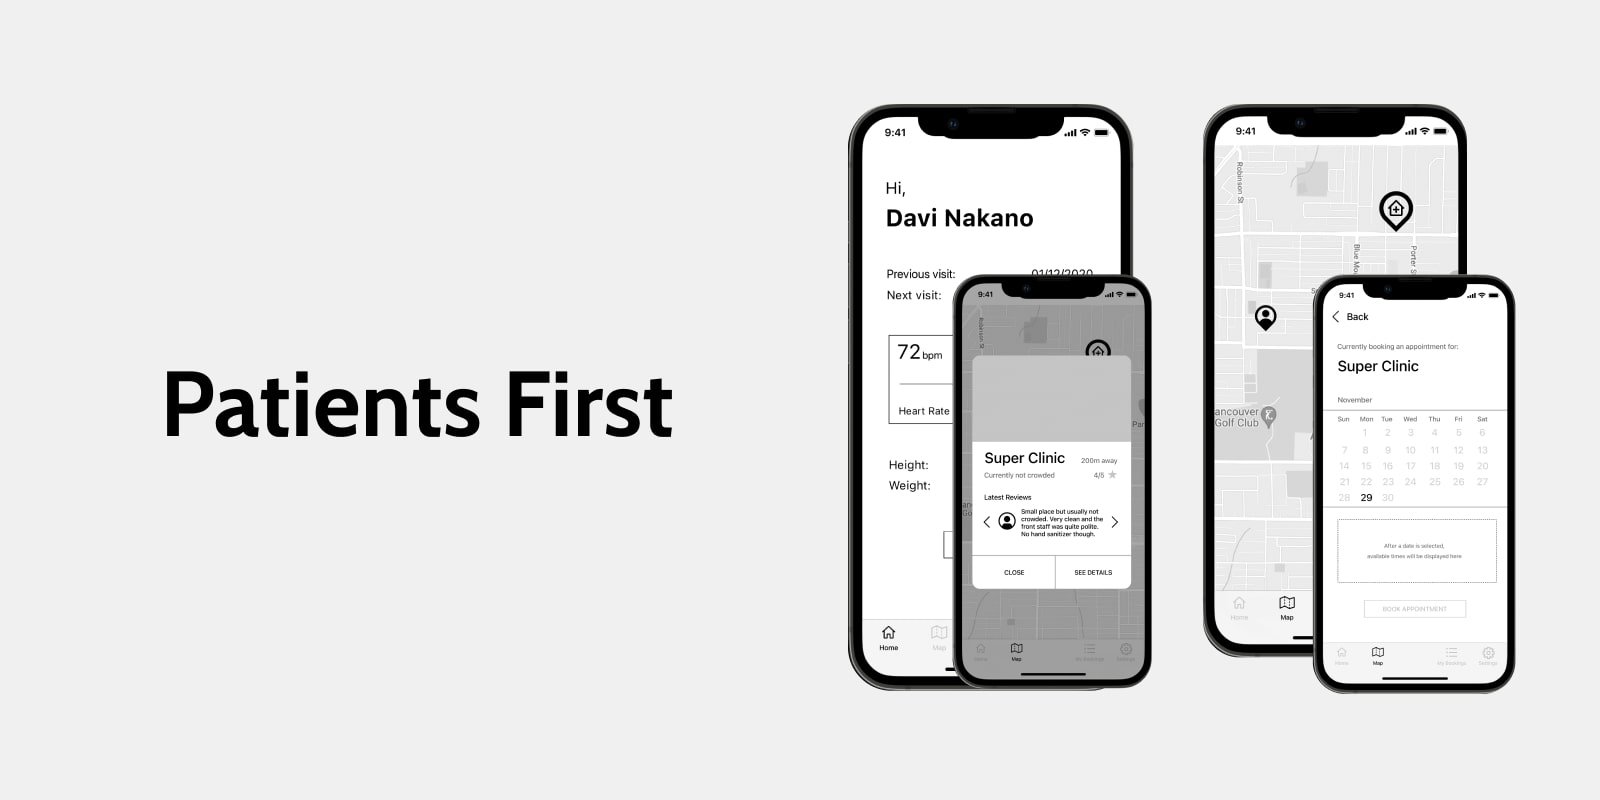 Patients First
9:41
Hi,
Davi Nakano
Previous visit:
01/12/2020
Next visit:
72 bpm
Heart Rate
Height:
Weight:
Home
Map
9:41
Robinson St
Super Clinic
200m away
Currently not crowded
4/5
Latest Reviews
Small place but usually not
crowded. Very clean and the
front staff was quite polite.
No hand sanitizer though.
CLOSE
SEE DETAILS
Home
Map
My Bookings
Settings
9:41
Robinson St
Blue Mou
Porter S
ancouver
Golf Club
Home
Map
9:41
Back
Currently booking an appointment for:
Super Clinic
November
Sun Mon Tue Wed Thu Fri Sat
1 2 3 4 5 6
7 8 9 10 11 12 13
14 15 16 17 18 19 20
21 22 23 24 25 26 27
28 29 30
After a date is selected,
available times will be displayed here
BOOK APPOINTMENT
Home
Map
My Bookings
Settings